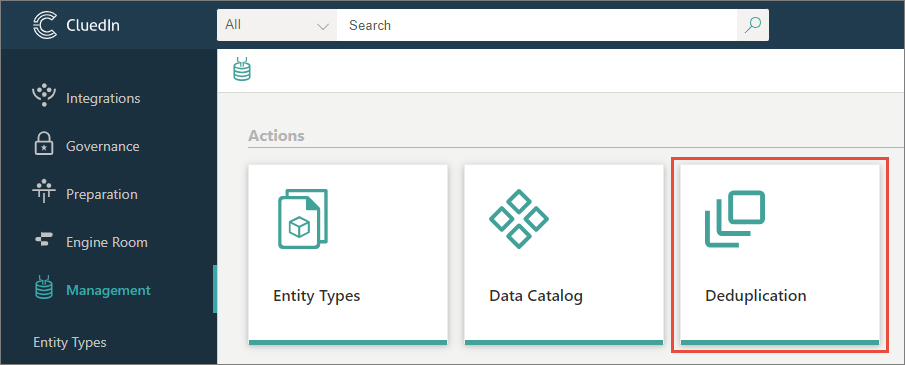 CluedIn
All
Search
Integrations
Governance
Preparation
Engine Room
Management
Entity Types
Actions
Entity Types
Data Catalog
Deduplication